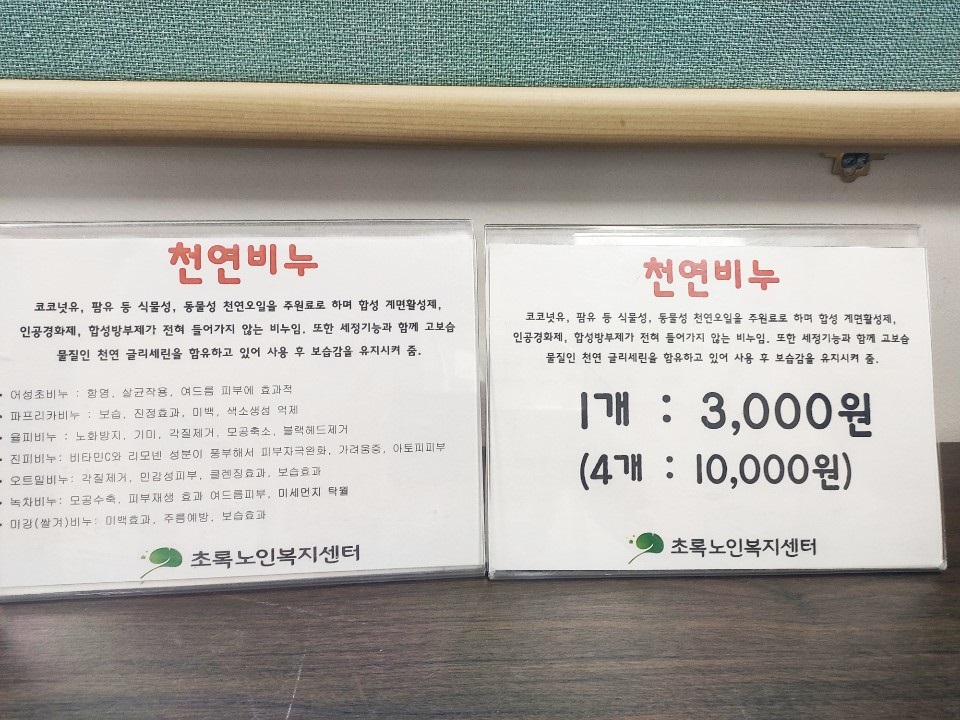 천연비누
코코넛유, 팜유 등 식물성, 동물성 천연오일을 주원료로 하며 합성 계면활성제,
인공경화제, 합성방부제가 전혀 들어가지 않는 비누임. 또한 세정기능과 함께 고보습
물질인 천연 글리세린을 함유하고 있어 사용 후 보습감을 유지시켜 줌.
• 어성초비누 : 항염, 살균작용, 여드름 피부에 효과적
• 파프리카비누 : 보습, 진정효과, 미백, 색소생성 억제
• 율피비누 : 노화방지, 기미, 각질제거, 모공축소, 블랙헤드제거
• 진피비누: 비타민C와 리모넨 성분이 풍부해서 피부자극완화, 가려움증, 아토피피부
• 오트밀비누: 각질제거, 민감성피부, 클렌징효과, 보습효과
• 녹차비누: 모공수축, 피부재생 효과 여드름피부, 미세먼지 탁월
• 미강(쌀겨)비누: 미백효과, 주름예방, 보습효과
초록노인복지센터
천연비누
코코넛유, 팜유 등 식물성, 동물성 천연오일을 주원료로 하며 합성 계면활성제,
인공경화제, 합성방부제가 전혀 들어가지 않는 비누임. 또한 세정기능과 함께 고보습
물질인 천연 글리세린을 함유하고 있어 사용 후 보습감을 유지시켜 줌.
1개 : 3,000원
(4개 : 10,000원)
초록노인복지센터